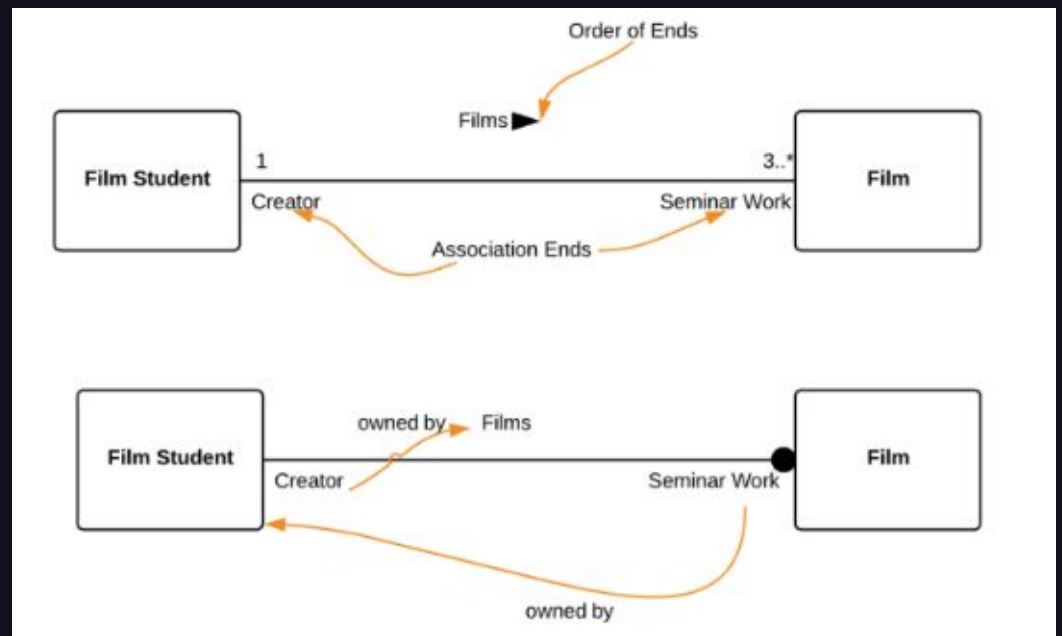 Order of Ends
Films
1
3..*
Film Student
Film
Creator
Seminar Work
Association Ends
owned by
Films
Film Student
Film
Creator
Seminar Work
owned by